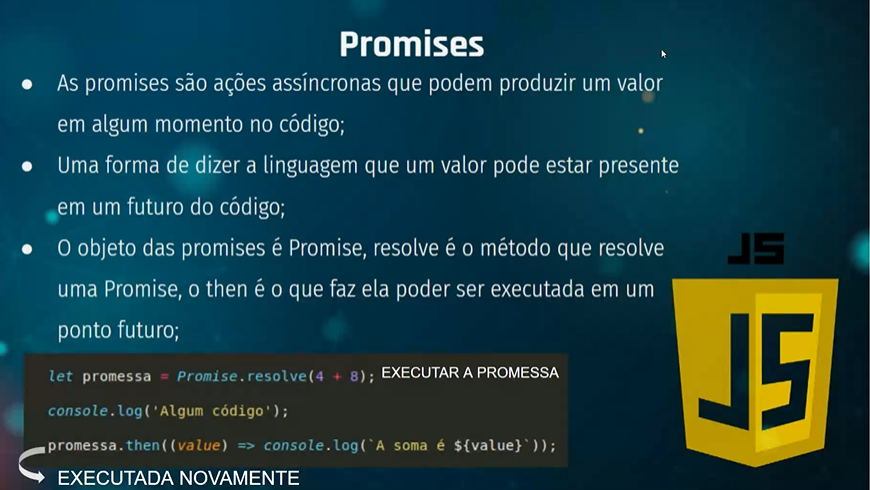 Promises
● As promises são ações assíncronas que podem produzir um valor
em algum momento no código;
● Uma forma de dizer a linguagem que um valor pode estar presente
em um futuro do código;
● O objeto das promises é Promise, resolve é o método que resolve
uma Promise, o then é o que faz ela poder ser executada em um
ponto futuro;
JS
JS
let promessa = Promise.resolve(4 + 8); EXECUTAR A PROMESSA
console.log('Algum código');
promessa.then((value) => console.log(`A soma é ${value}`));
EXECUTADA NOVAMENTE